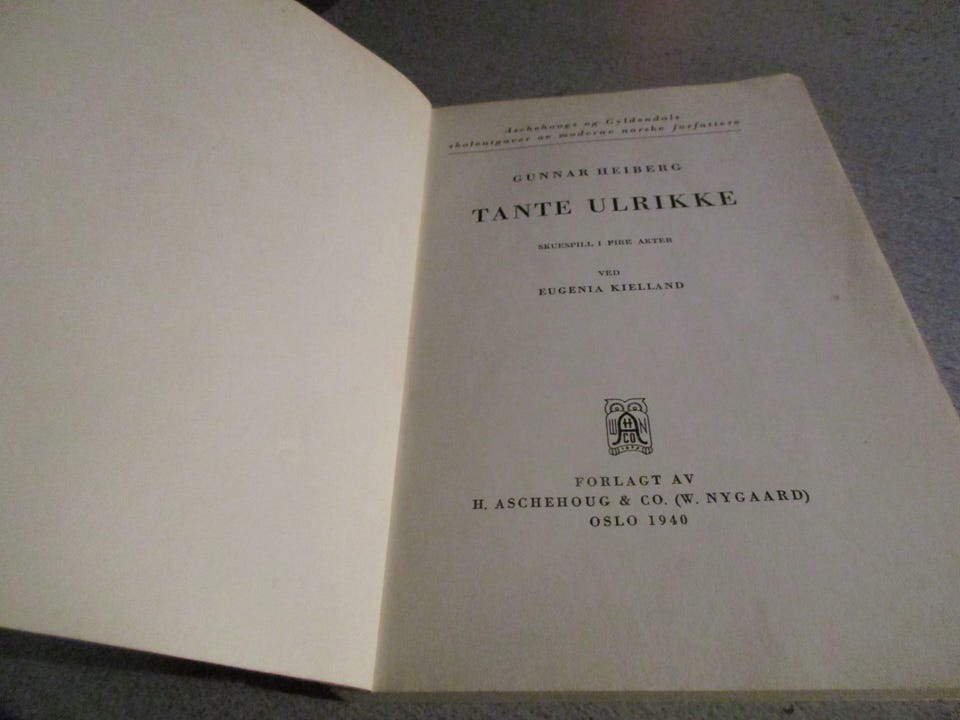 Aschehougs og Gyldendals
skoleutgaver av moderne norske forfattere
GUNNAR HEIBERG
TANTE ULRIKKE
SKUESPILL I FIRE AKTER
VED
EUGENIA KIELLAND
W H N
A
CO
FORLAGT AV
H. ASCHEHOUG & CO. (W. NYGAARD)
OSLO 1940